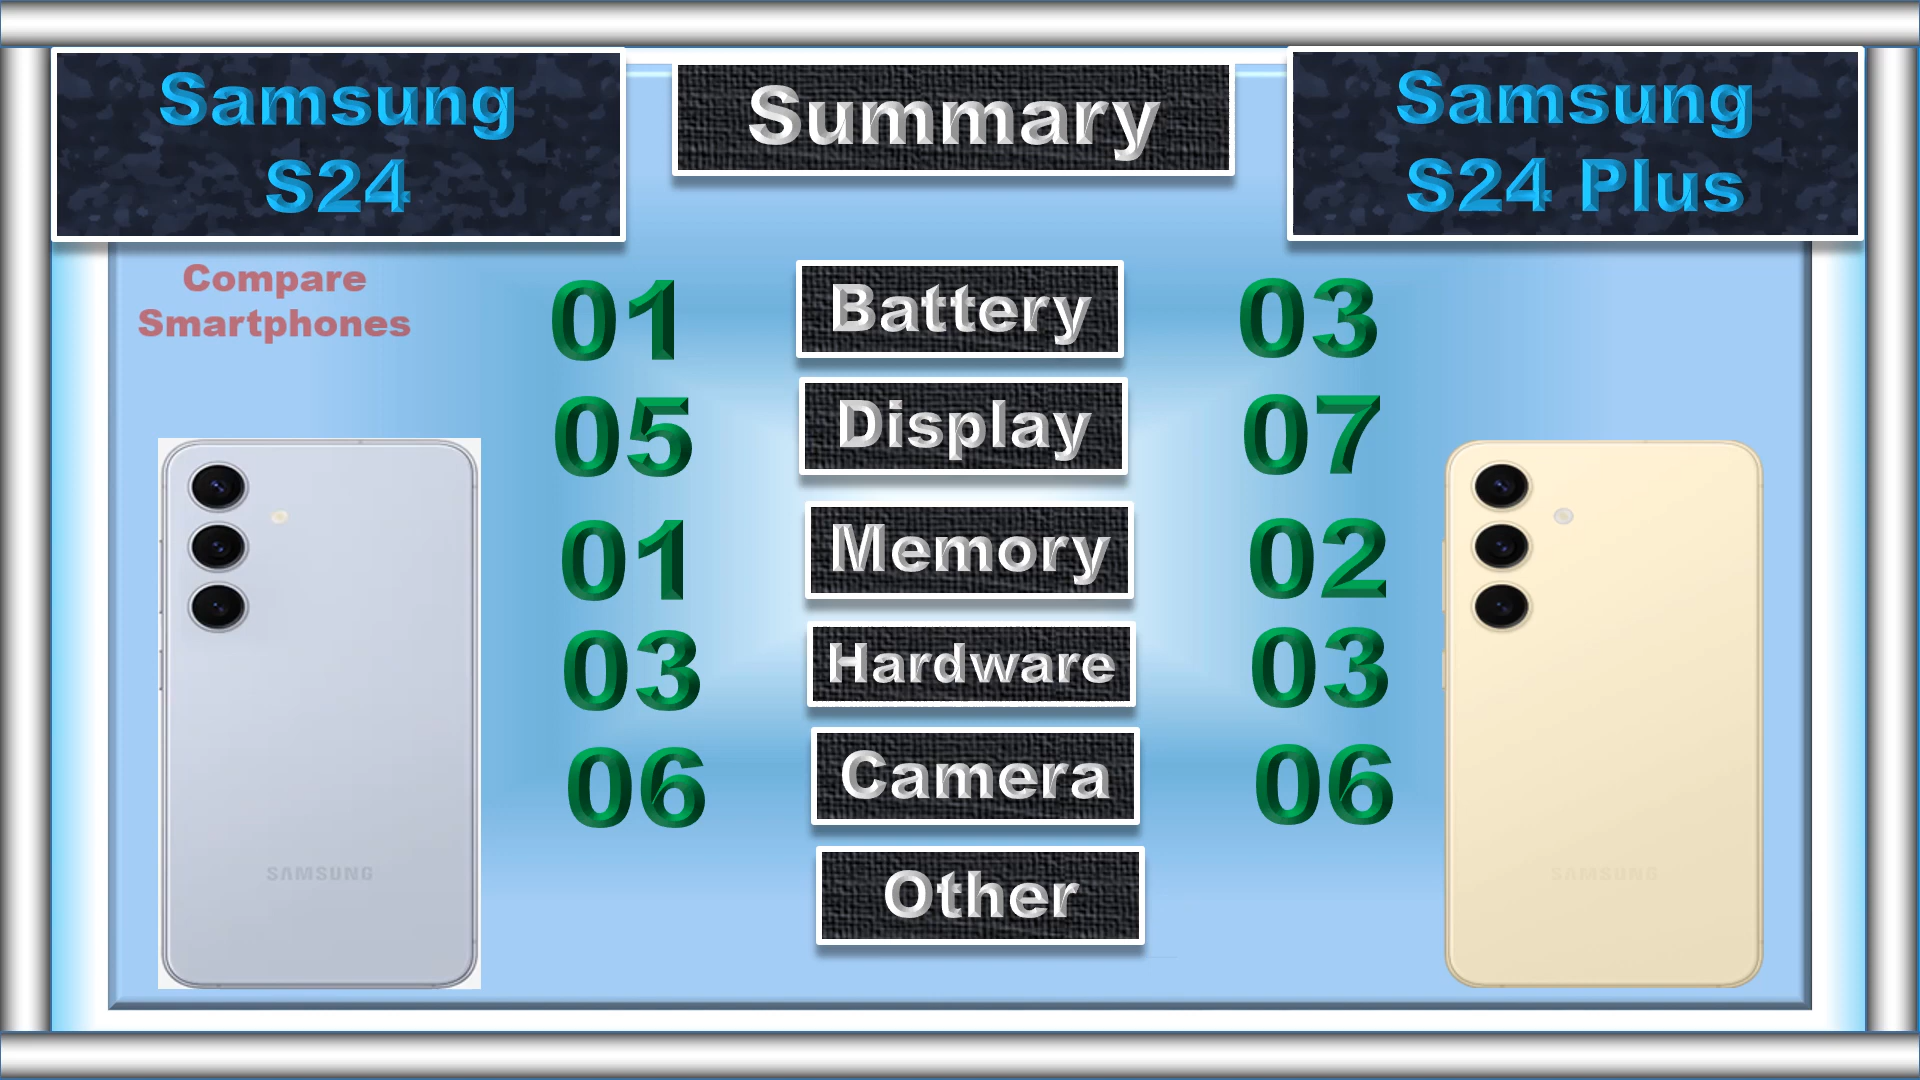 Samsung
S24
Summary
Samsung
S24 Plus
Compare
Smartphones
01 Battery 03
05 Display 07
01 Memory 02
03 Hardware 03
06 Camera 06
Other
SAMSUNG
SAMSUNG